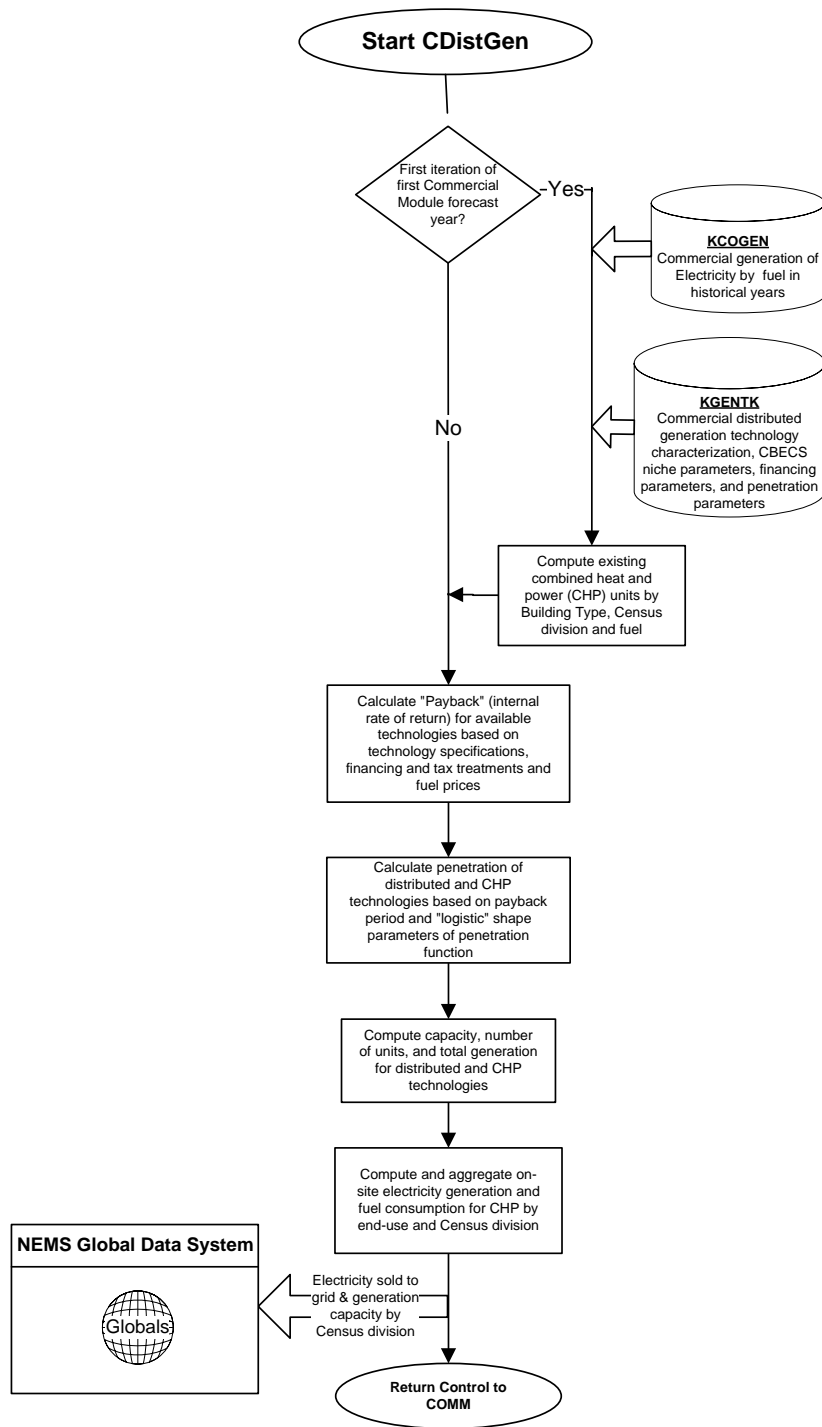 Start CDistGen
First iteration of
first Commercial
Module forecast
year?
Yes
KCOGEN
Commercial generation of
Electricity by fuel in
historical years
KGENTK
Commercial distributed
generation technology
characterization, CBECS
niche parameters, financing
parameters, and penetration
parameters
No
Compute existing
combined heat and
power (CHP) units by
Building Type, Census
division and fuel
Calculate "Payback" (internal
rate of return) for available
technologies based on
technology specifications,
financing and tax treatments and
fuel prices
Calculate penetration of
distributed and CHP
technologies based on payback
period and "logistic" shape
parameters of penetration
function
Compute capacity, number
of units, and total generation
for distributed and CHP
technologies
Compute and aggregate on-
site electricity generation and
fuel consumption for CHP by
end-use and Census division
NEMS Global Data System
Globals
Electricity sold to
grid & generation
capacity by
Census division
Return Control to
COMM